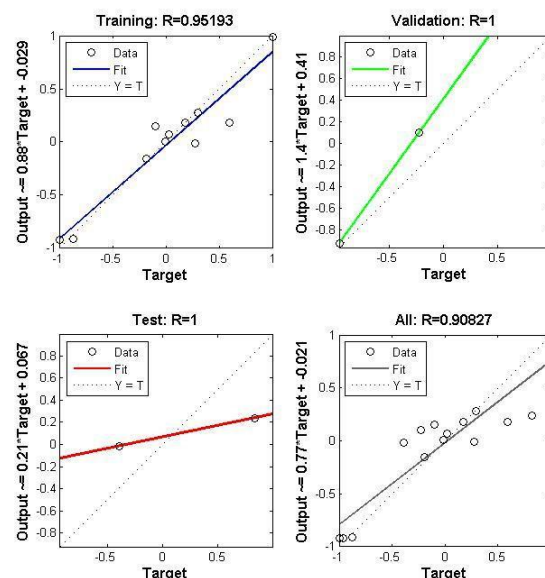 Training: R=0.95193
Output ~= 0.88*Target + -0.029
Data
Fit
Y = T
1
0.5
0
-0.5
-1
-1 -0.5 0 0.5 1
Target
Validation: R=1
Output ~= 1.4*Target + 0.41
Data
Fit
Y = T
0.8
0.6
0.4
0.2
0
-0.2
-0.4
-0.6
-0.8
-0.5 0 0.5
Target
Test: R=1
Output ~= 0.21*Target + 0.067
Data
Fit
Y = T
0.8
0.6
0.4
0.2
0
-0.2
-0.4
-0.6
-0.8
-0.5 0 0.5
Target
All: R=0.90827
Output ~= 0.77*Target + -0.021
Data
Fit
Y = T
1
0.5
0
-0.5
-1
-1 -0.5 0 0.5
Target